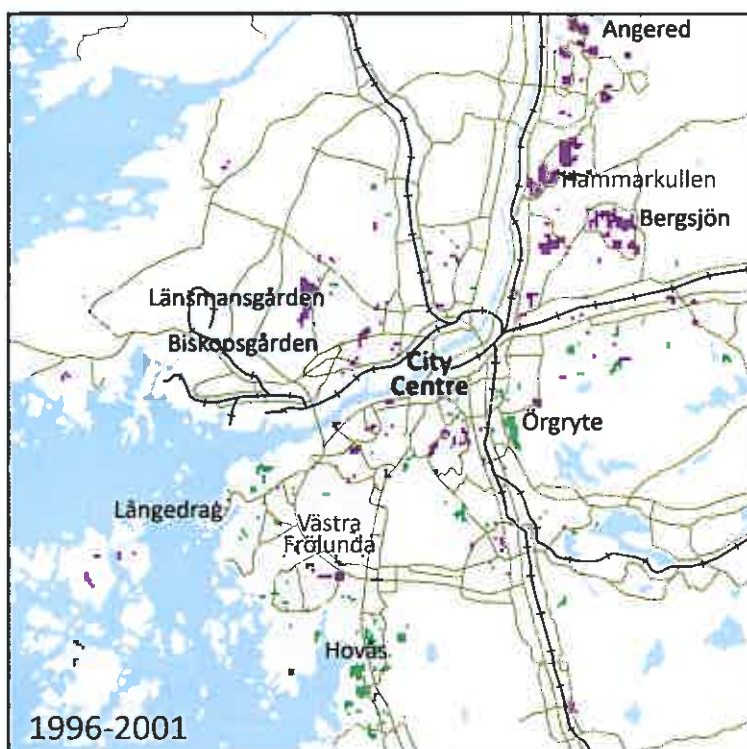 Angered
Hammarkullen
Bergsjön
Länsmansgården
Biskopsgården
City
Centre
Örgryte
Långedrag
Västra
Frölunda
Hovås
1996-2001